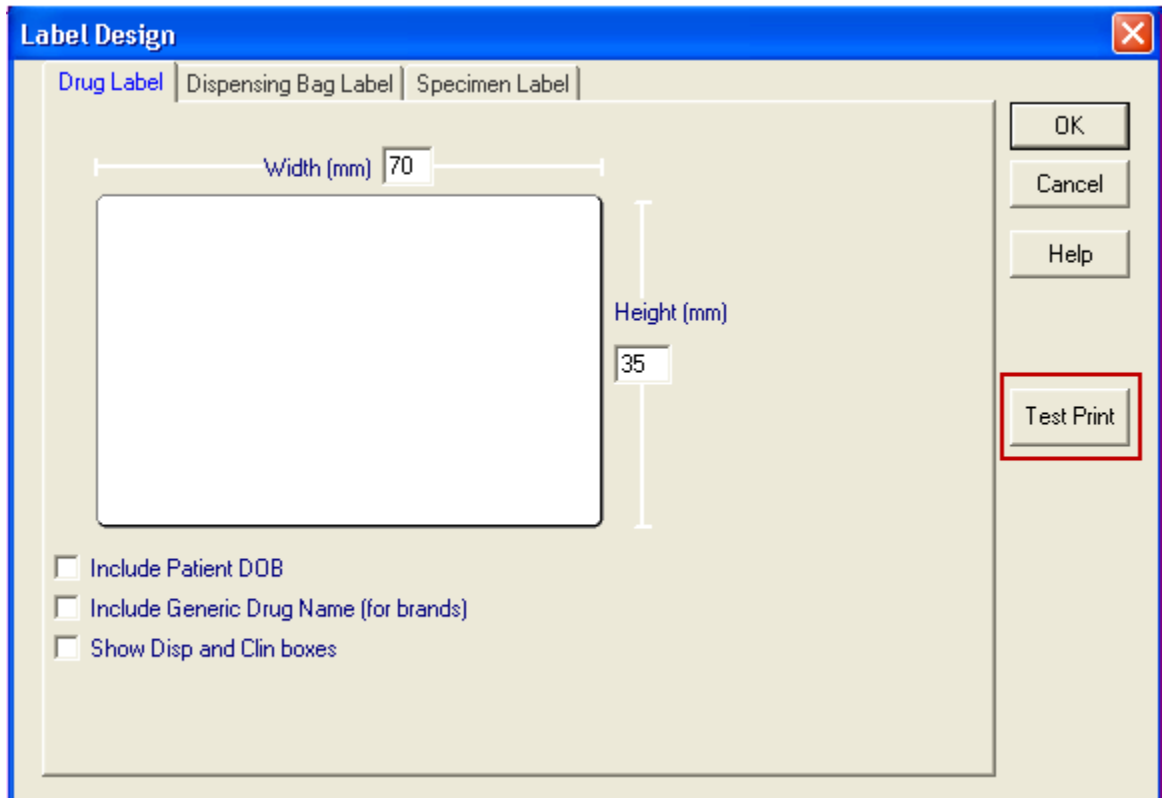 Label Design
Drug Label Dispensing Bag Label Specimen Label
OK
Width (mm) 70
Cancel
Help
Height (mm)
35
Test Print
Include Patient DOB
Include Generic Drug Name (for brands)
Show Disp and Clin boxes